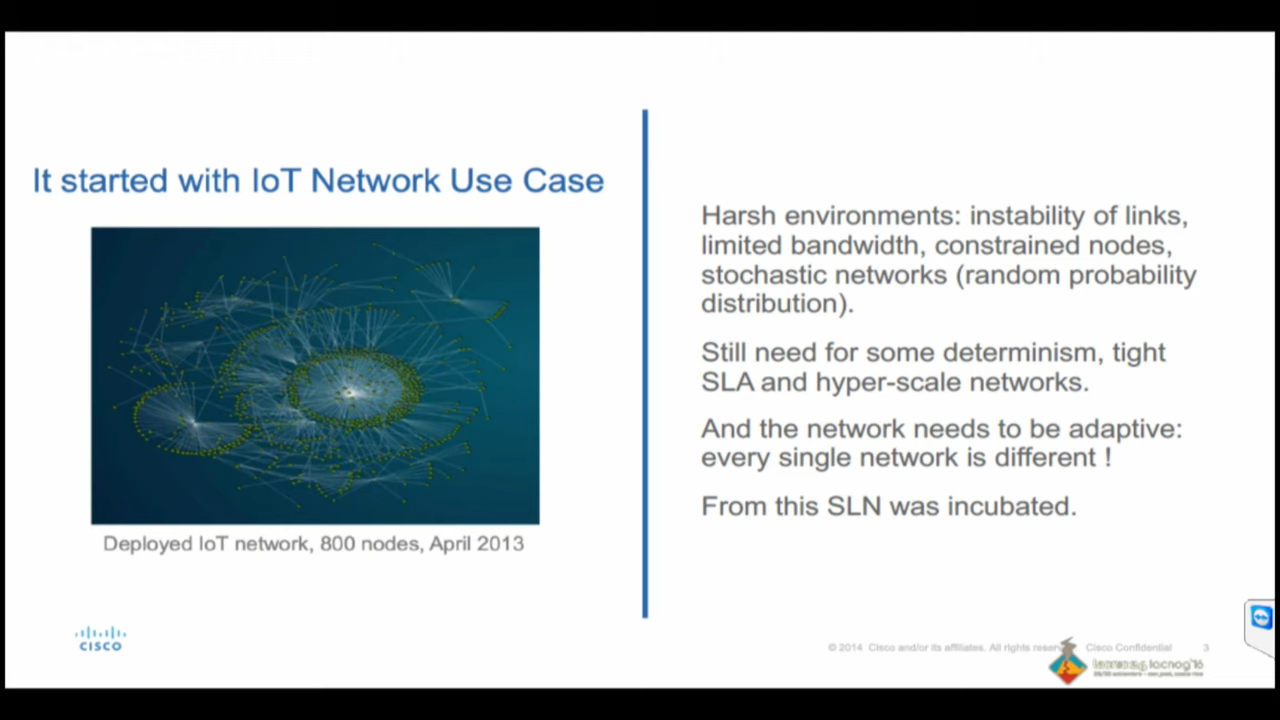 It started with IoT Network Use Case
Deployed IoT network, 800 nodes, April 2013
Harsh environments: instability of links,
limited bandwidth, constrained nodes,
stochastic networks (random probability
distribution).
Still need for some determinism, tight
SLA and hyper-scale networks.
And the network needs to be adaptive:
every single network is different !
From this SLN was incubated.
CISCO
© 2014 Cisco and/or its affiliates. All rights
Cisco Confidential
3
lacnog'16